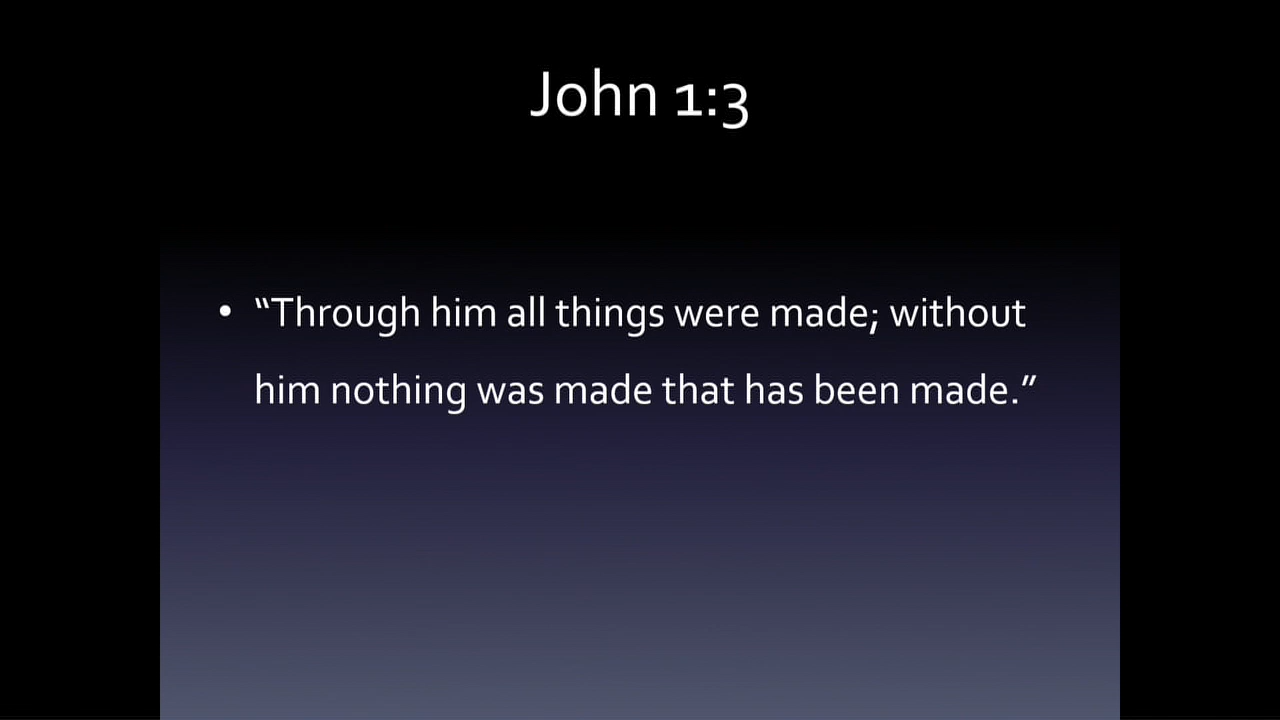 John 1:3
• “Through him all things were made; without
him nothing was made that has been made.”